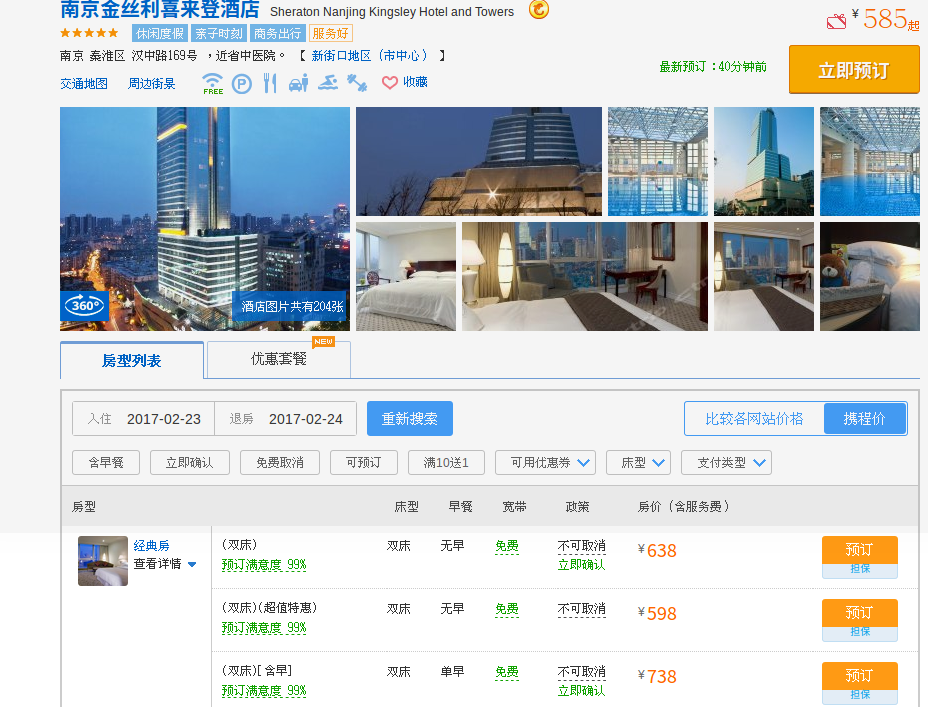 南京金丝利喜来登酒店 Sheraton Nanjing Kingsley Hotel and Towers
¥585起
休闲度假 亲子时刻 商务出行 服务好
南京 秦淮区 汉中路169号 ，近省中医院。 【 新街口地区（市中心） 】
最新预订：40分钟前
立即预订
交通地图 周边街景 FREE P 收藏
360°
酒店图片共有204张
房型列表 优惠套餐 NEW
入住 2017-02-23 退房 2017-02-24 重新搜索 比较各网站价格 携程价
含早餐 立即确认 免费取消 可预订 满10送1 可用优惠券 床型 支付类型
房型 床型 早餐 宽带 政策 房价（含服务费）
经典房
查看详情
(双床) 双床 无早 免费 不可取消 ¥638 预订
预订满意度 99% 立即确认 担保
(双床)(超值特惠) 双床 无早 免费 不可取消 ¥598 预订
预订满意度 99% 担保
(双床)[含早] 双床 单早 免费 不可取消 ¥738 预订
预订满意度 99% 立即确认 担保